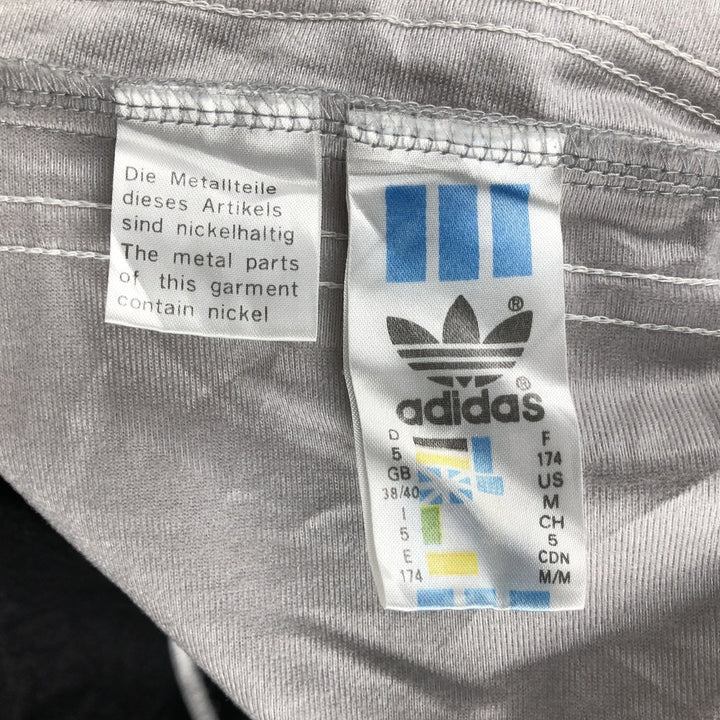 Die Metallteile
dieses Artikels
sind nickelhaltig
The metal parts
of this garment
contain nickel
®
adidas®
D
5
GB
38/40
I
5
E
174
F
174
US
M
CH
5
CDN
M/M